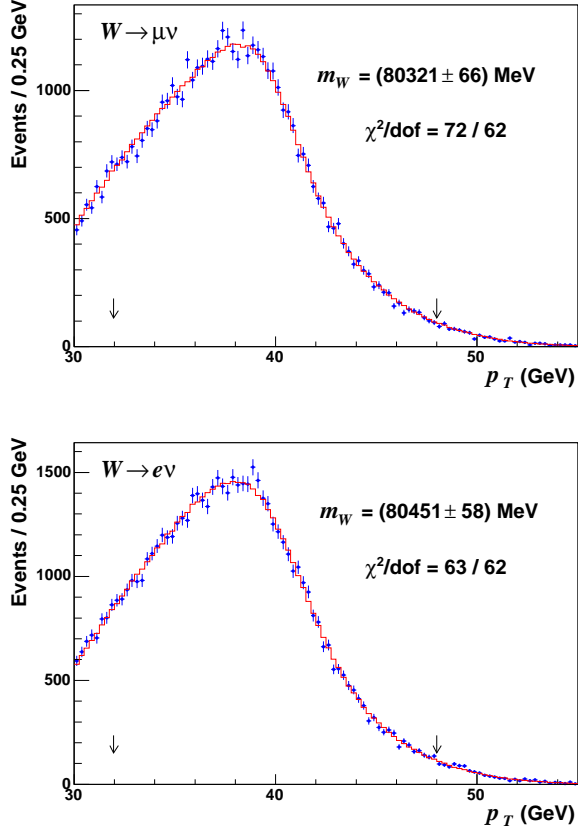 Events / 0.25 GeV
W→μν
m_W = (80321 ± 66) MeV
χ²/dof = 72 / 62
1000
500
0
30 40 50
p_T (GeV)
Events / 0.25 GeV
W→eν
m_W = (80451 ± 58) MeV
χ²/dof = 63 / 62
1500
1000
500
0
30 40 50
p_T (GeV)